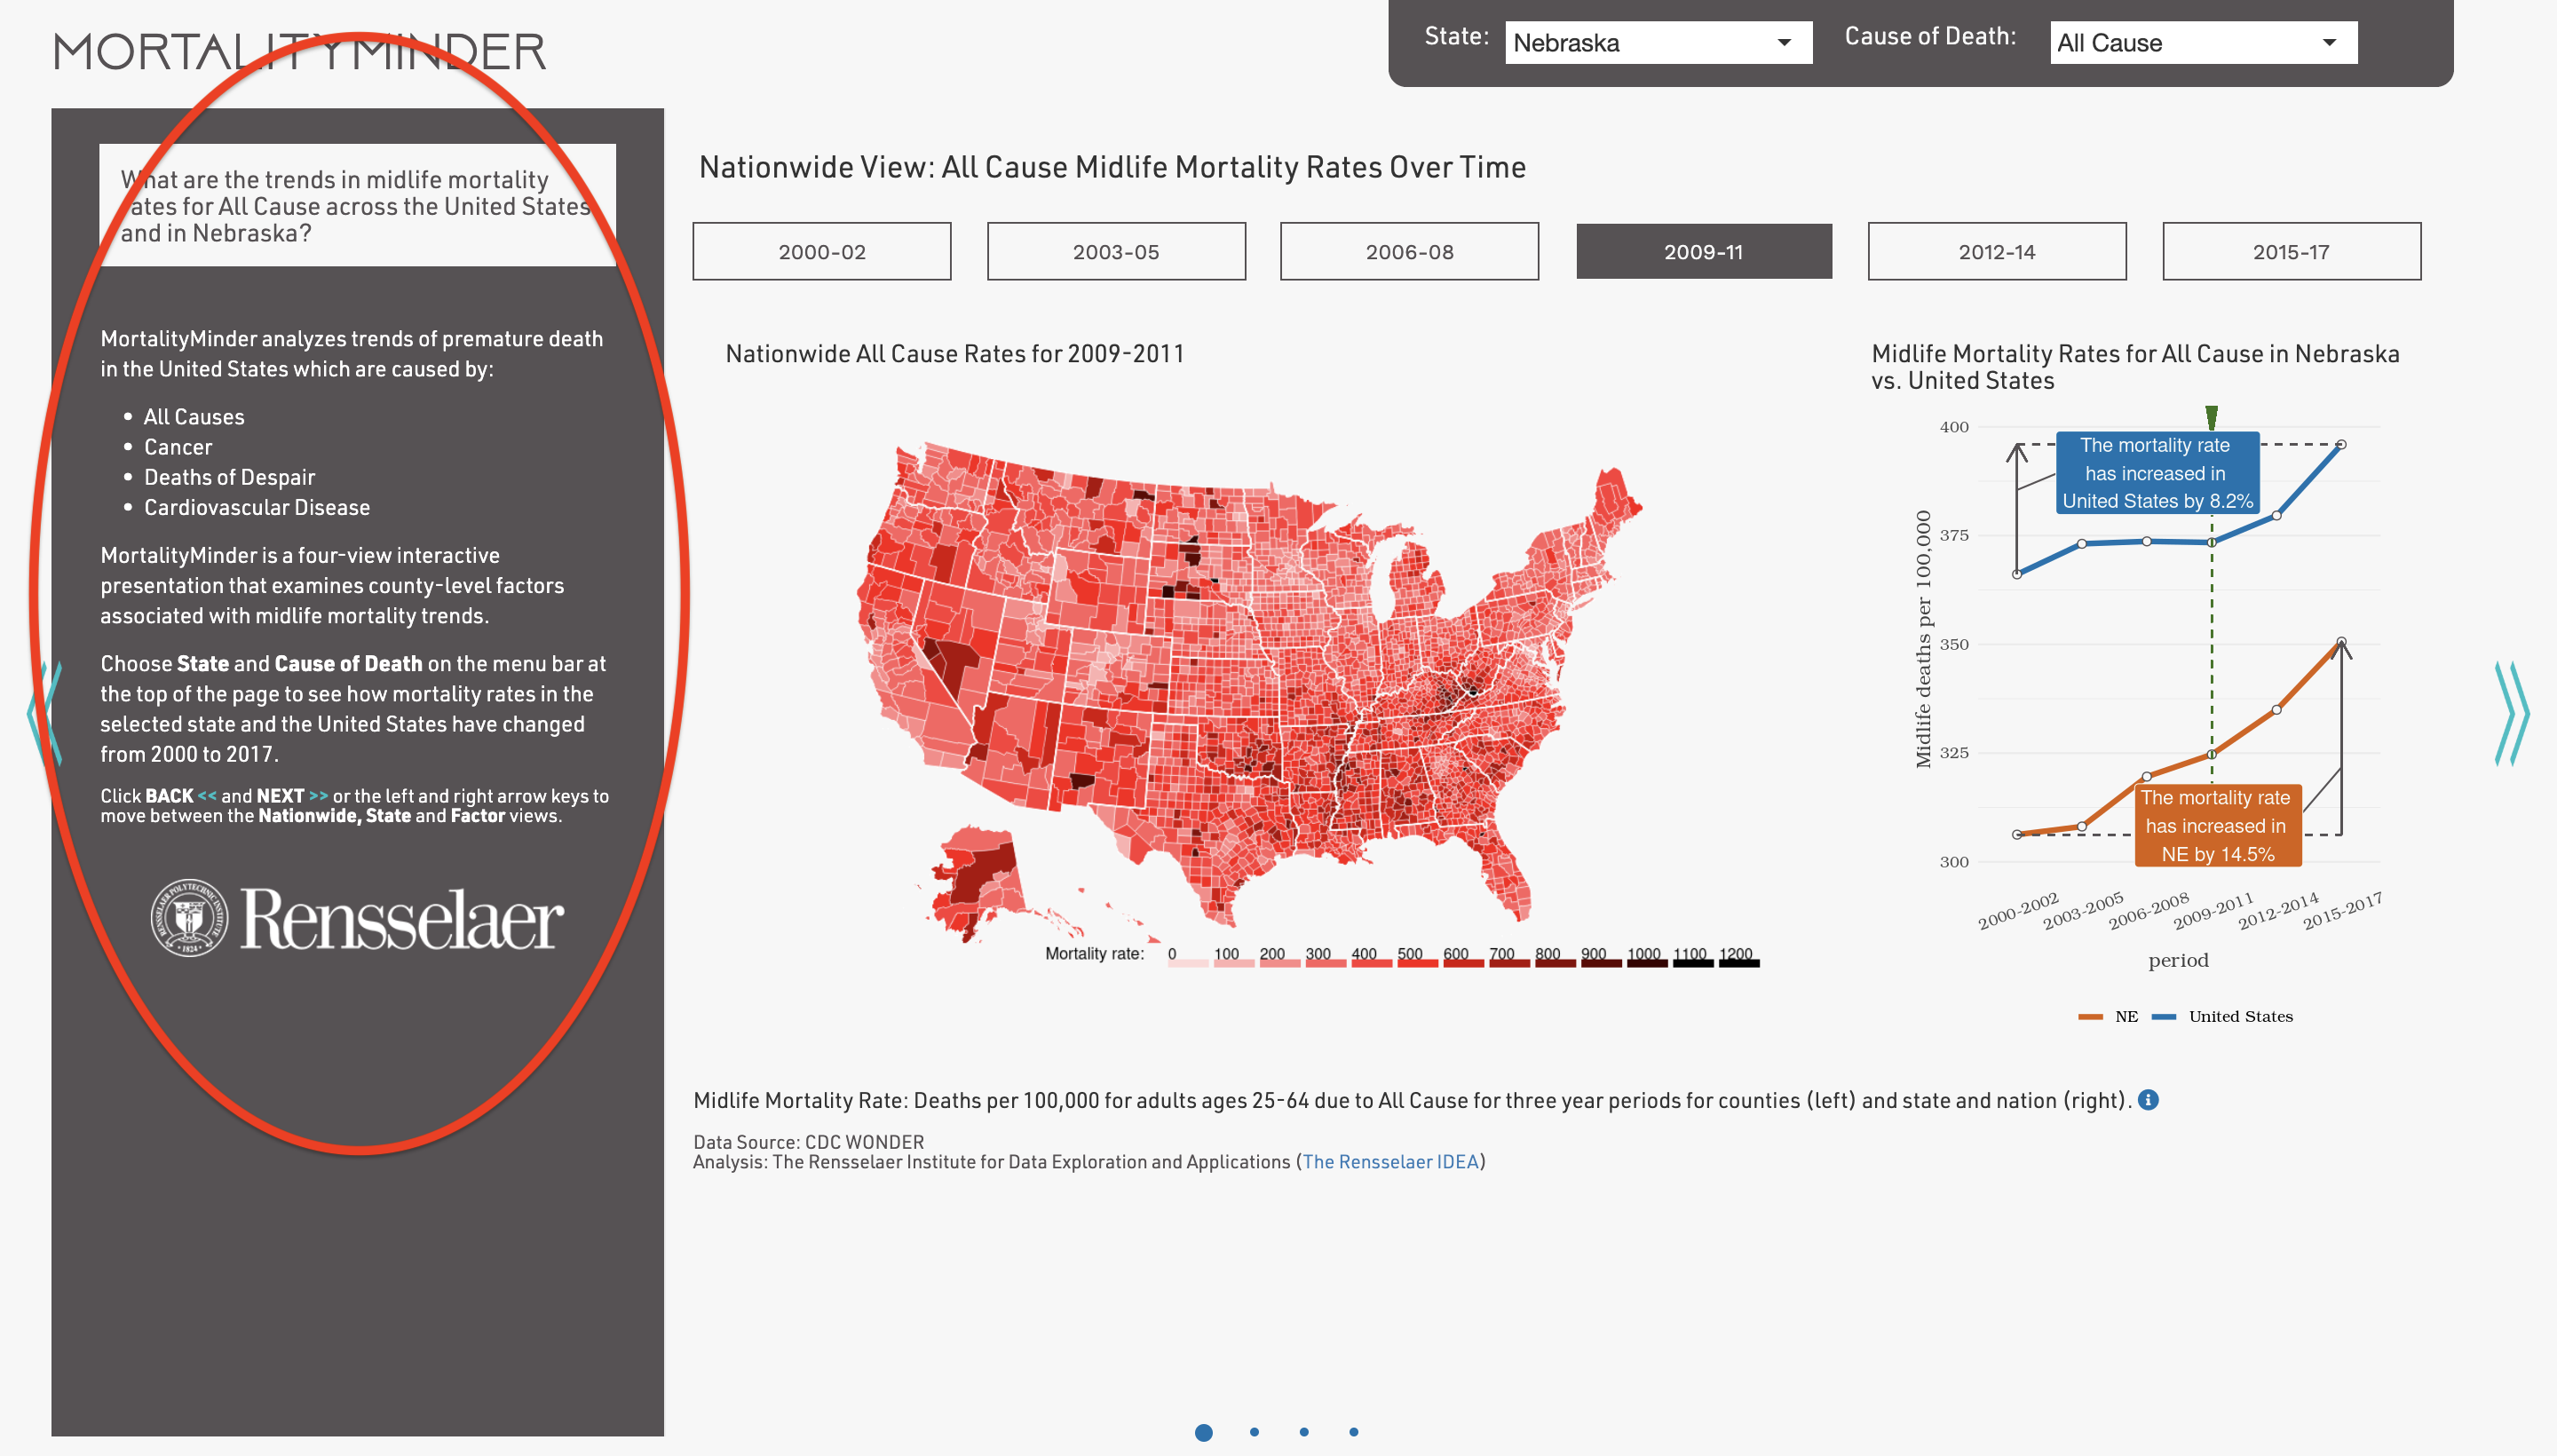 MORTALITYMINDER
State:
Nebraska
Cause of Death:
All Cause
What are the trends in midlife mortality
rates for All Cause across the United States
and in Nebraska?
MortalityMinder analyzes trends of premature death
in the United States which are caused by:
• All Causes
• Cancer
• Deaths of Despair
• Cardiovascular Disease
MortalityMinder is a four-view interactive
presentation that examines county-level factors
associated with midlife mortality trends.
Choose State and Cause of Death on the menu bar at
the top of the page to see how mortality rates in the
selected state and the United States have changed
from 2000 to 2017.
Click BACK << and NEXT >> or the left and right arrow keys to
move between the Nationwide, State and Factor views.
RENSSELAER POLYTECHNIC INSTITUTE
1824
Rensselaer
Nationwide View: All Cause Midlife Mortality Rates Over Time
2000-02
2003-05
2006-08
2009-11
2012-14
2015-17
Nationwide All Cause Rates for 2009-2011
Mortality rate:
0 100 200 300 400 500 600 700 800 900 1000 1100 1200
Midlife Mortality Rates for All Cause in Nebraska
vs. United States
Midlife deaths per 100,000
400
375
350
325
300
The mortality rate
has increased in
United States by 8.2%
The mortality rate
has increased in
NE by 14.5%
2000-2002
2003-2005
2006-2008
2009-2011
2012-2014
2015-2017
period
NE
United States
Midlife Mortality Rate: Deaths per 100,000 for adults ages 25-64 due to All Cause for three year periods for counties (left) and state and nation (right).
Data Source: CDC WONDER
Analysis: The Rensselaer Institute for Data Exploration and Applications (The Rensselaer IDEA)